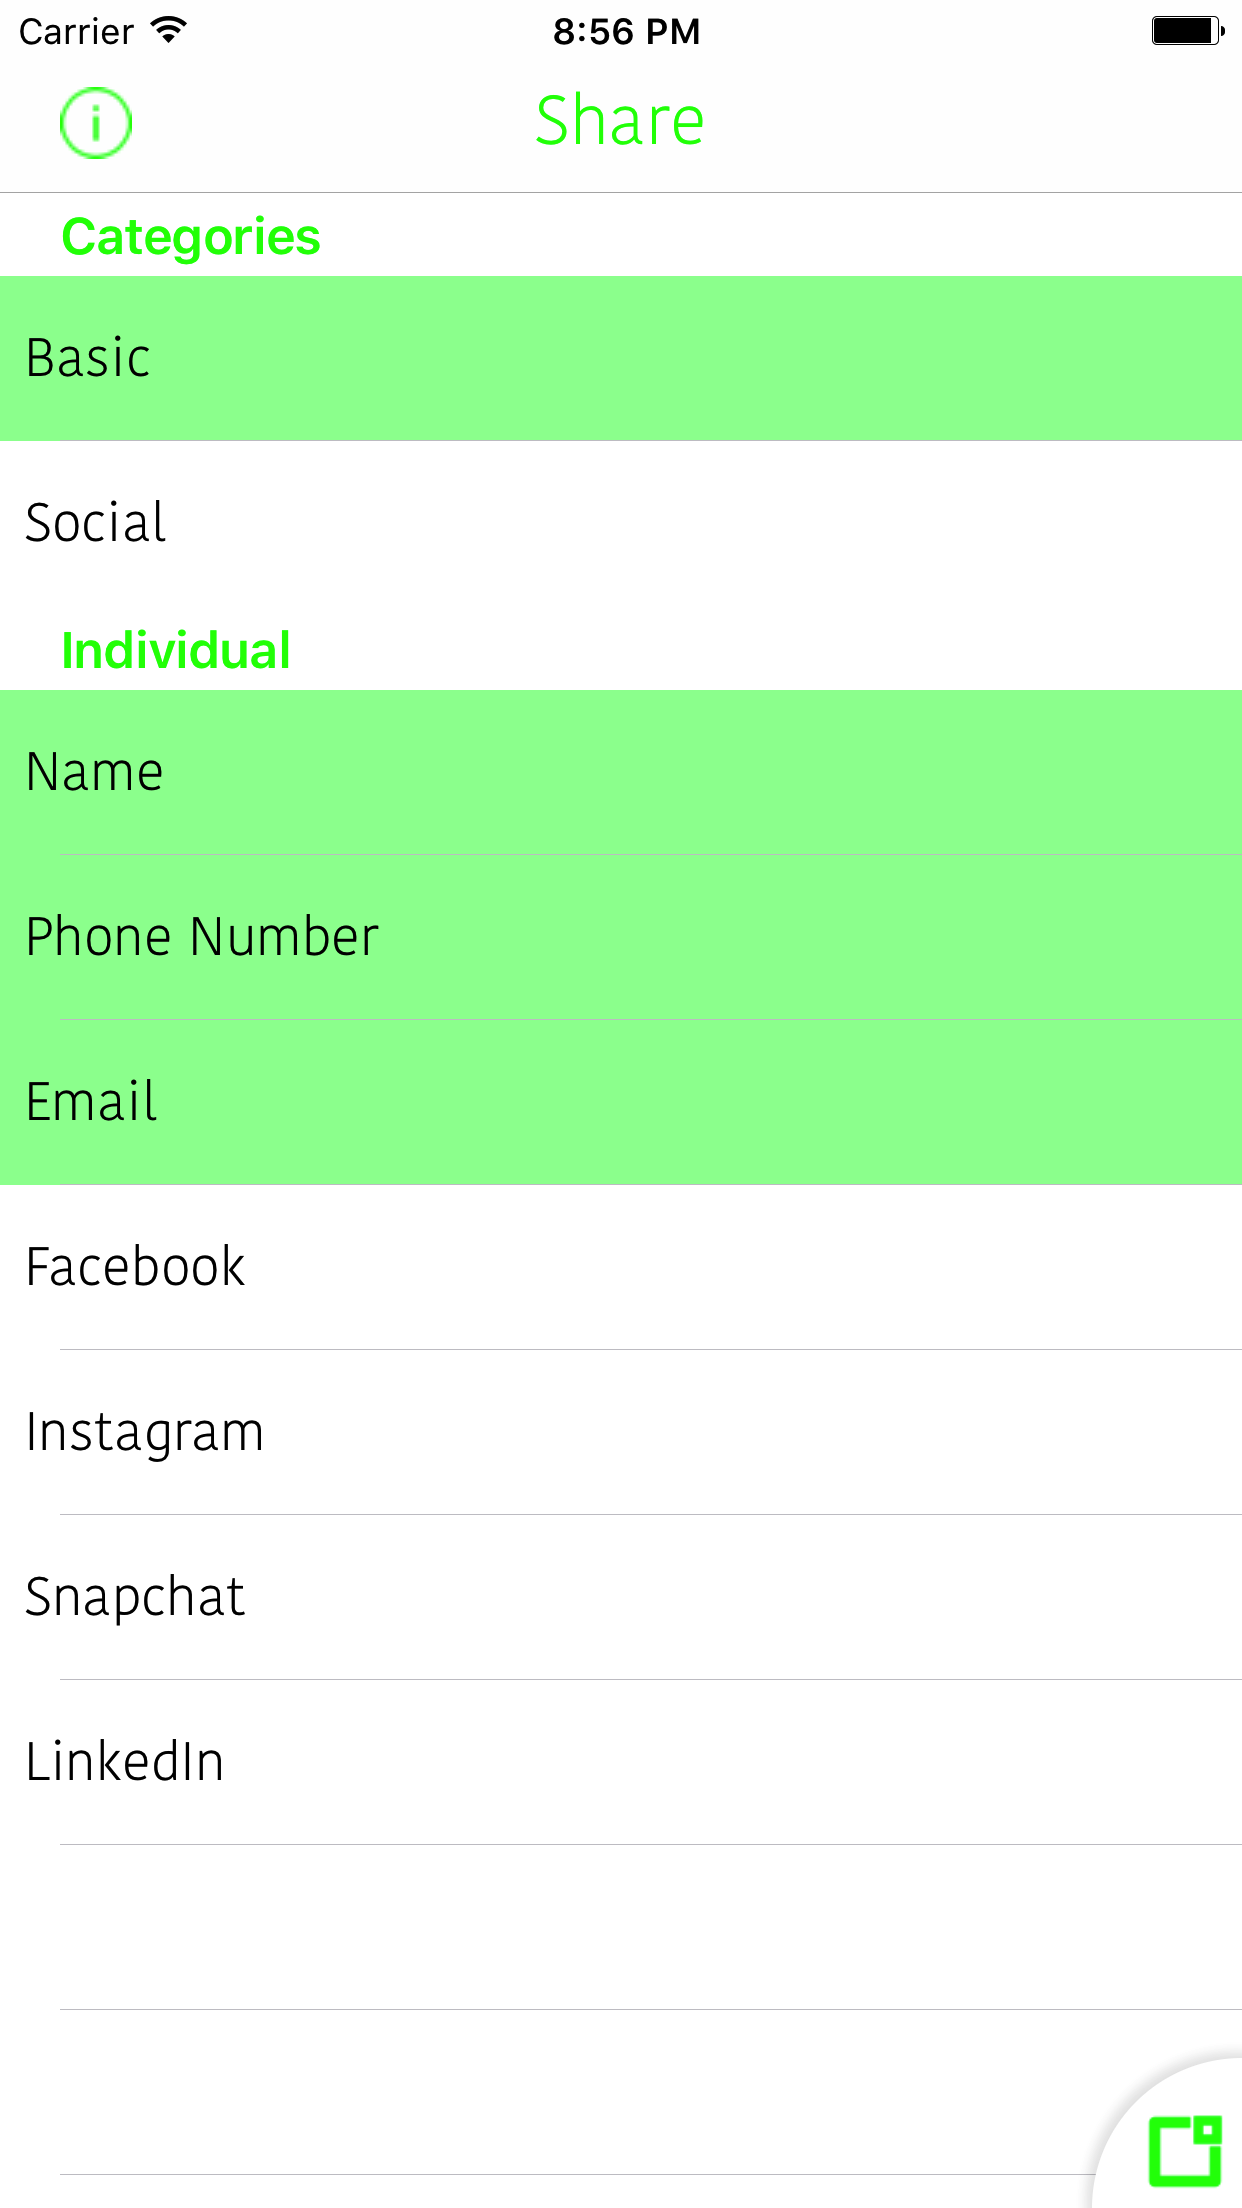 Carrier 8:56 PM
Share
Categories
Basic
Social
Individual
Name
Phone Number
Email
Facebook
Instagram
Snapchat
LinkedIn